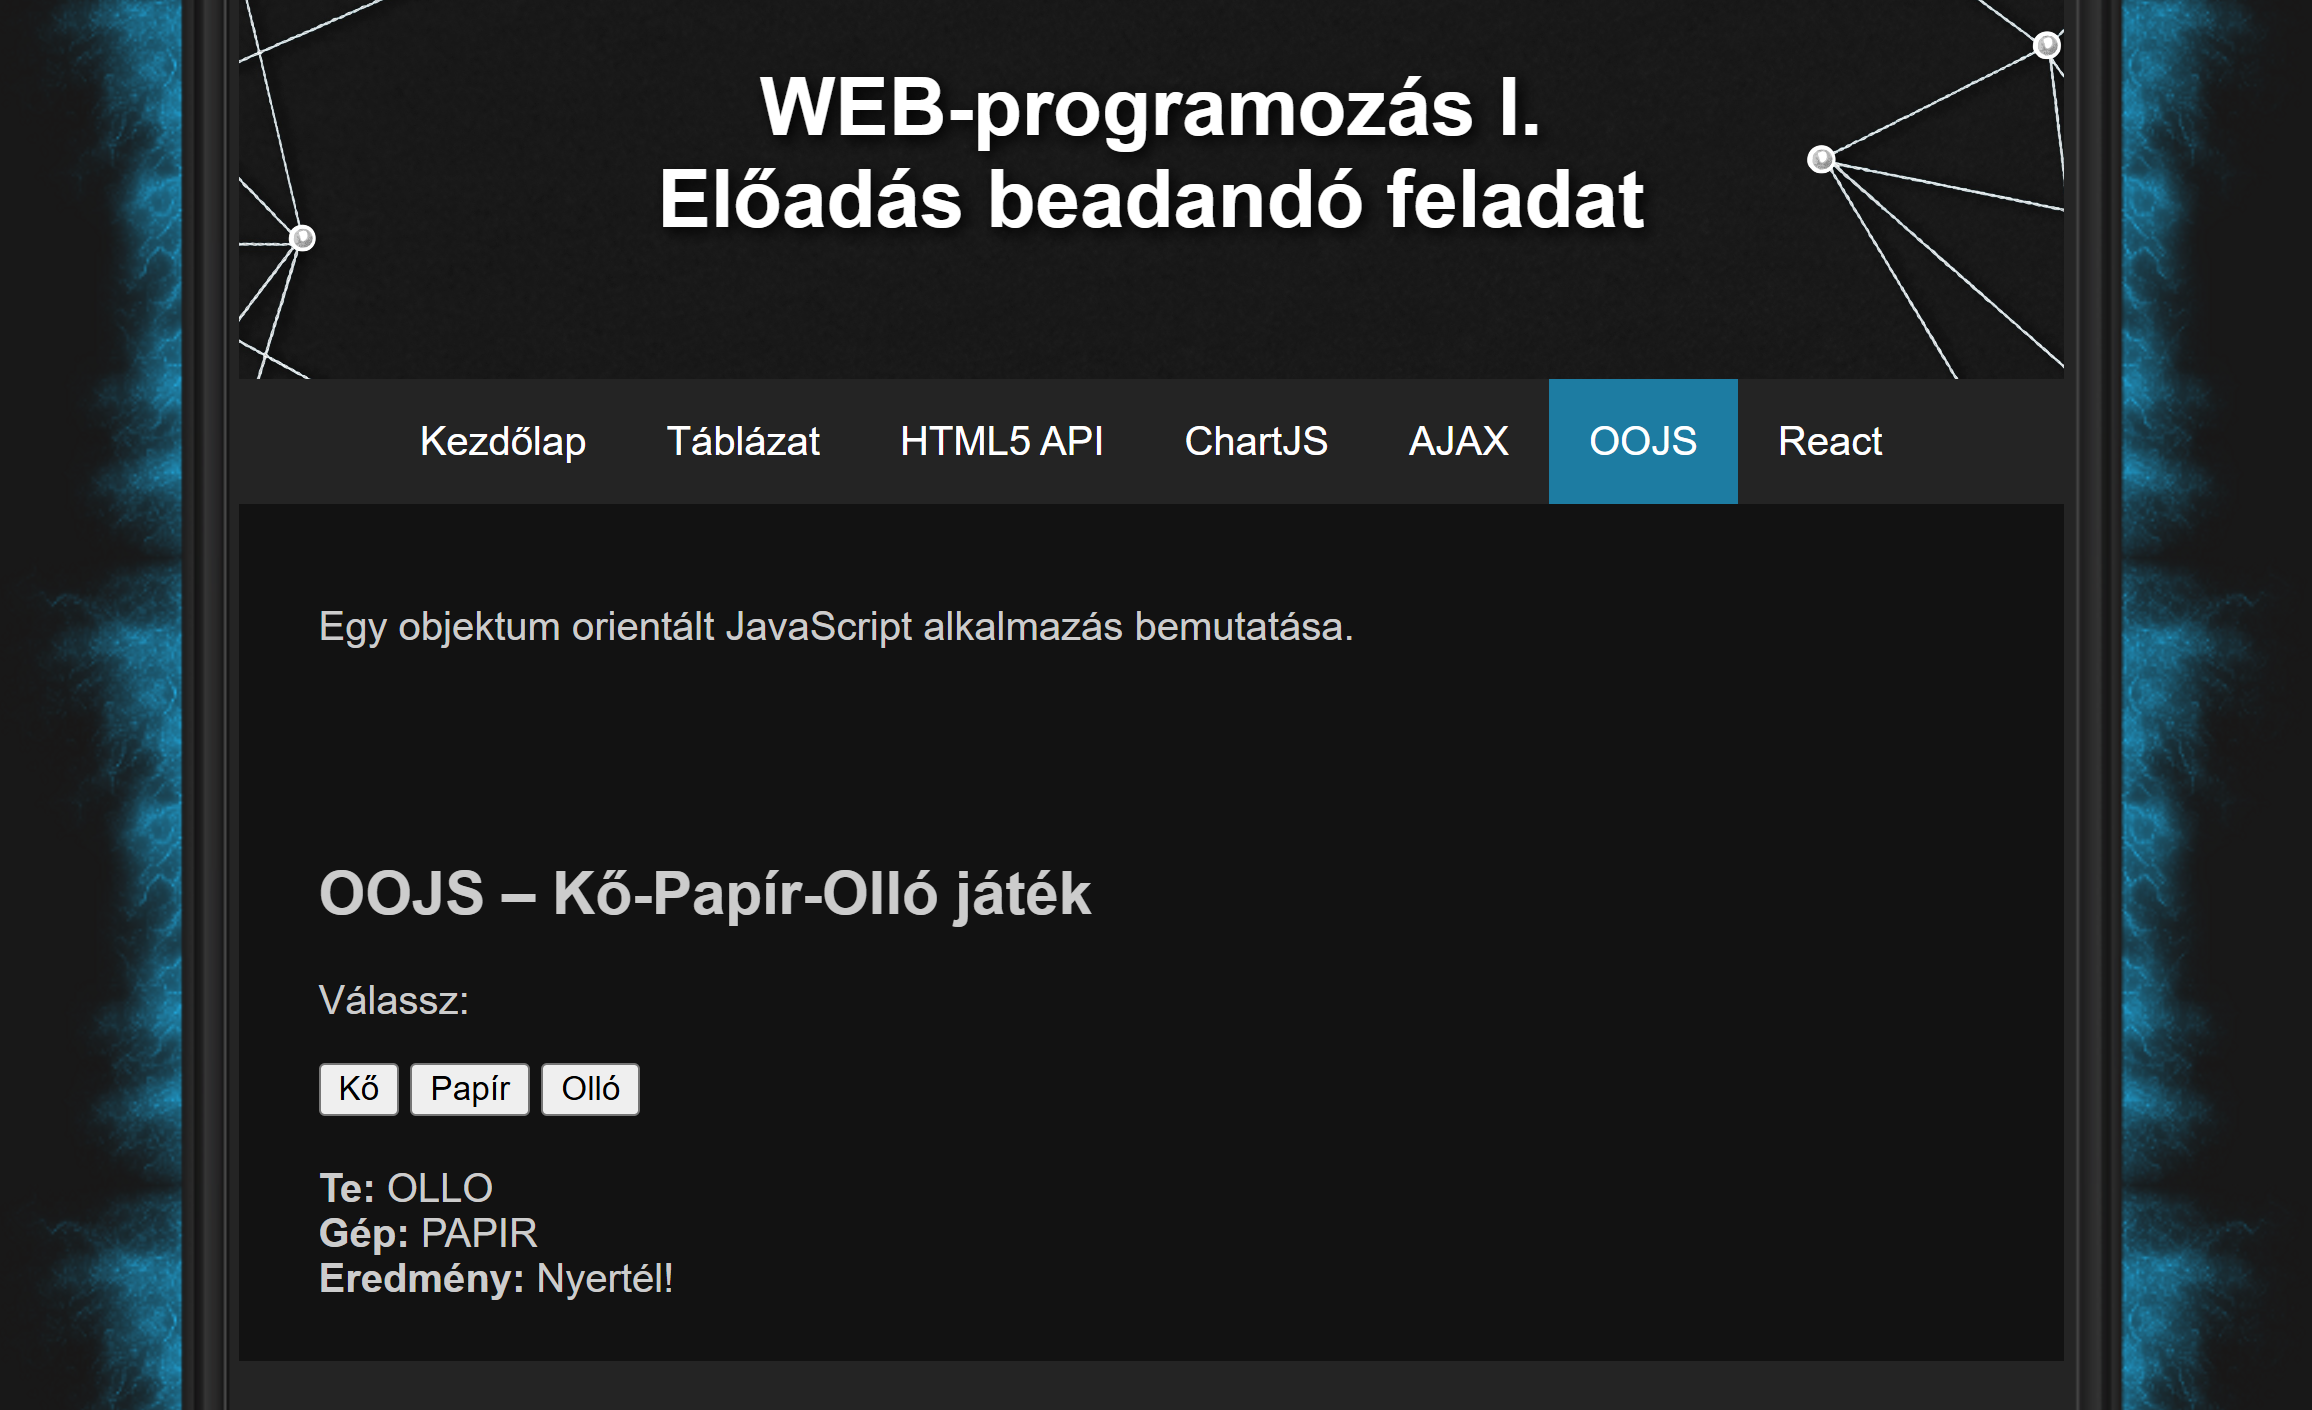 WEB-programozás I.
Előadás beadandó feladat
Kezdőlap Táblázat HTML5 API ChartJS AJAX OOJS React
Egy objektum orientált JavaScript alkalmazás bemutatása.
OOJS – Kő-Papír-Olló játék
Válassz:
Kő Papír Olló
Te: OLLO
Gép: PAPIR
Eredmény: Nyertél!